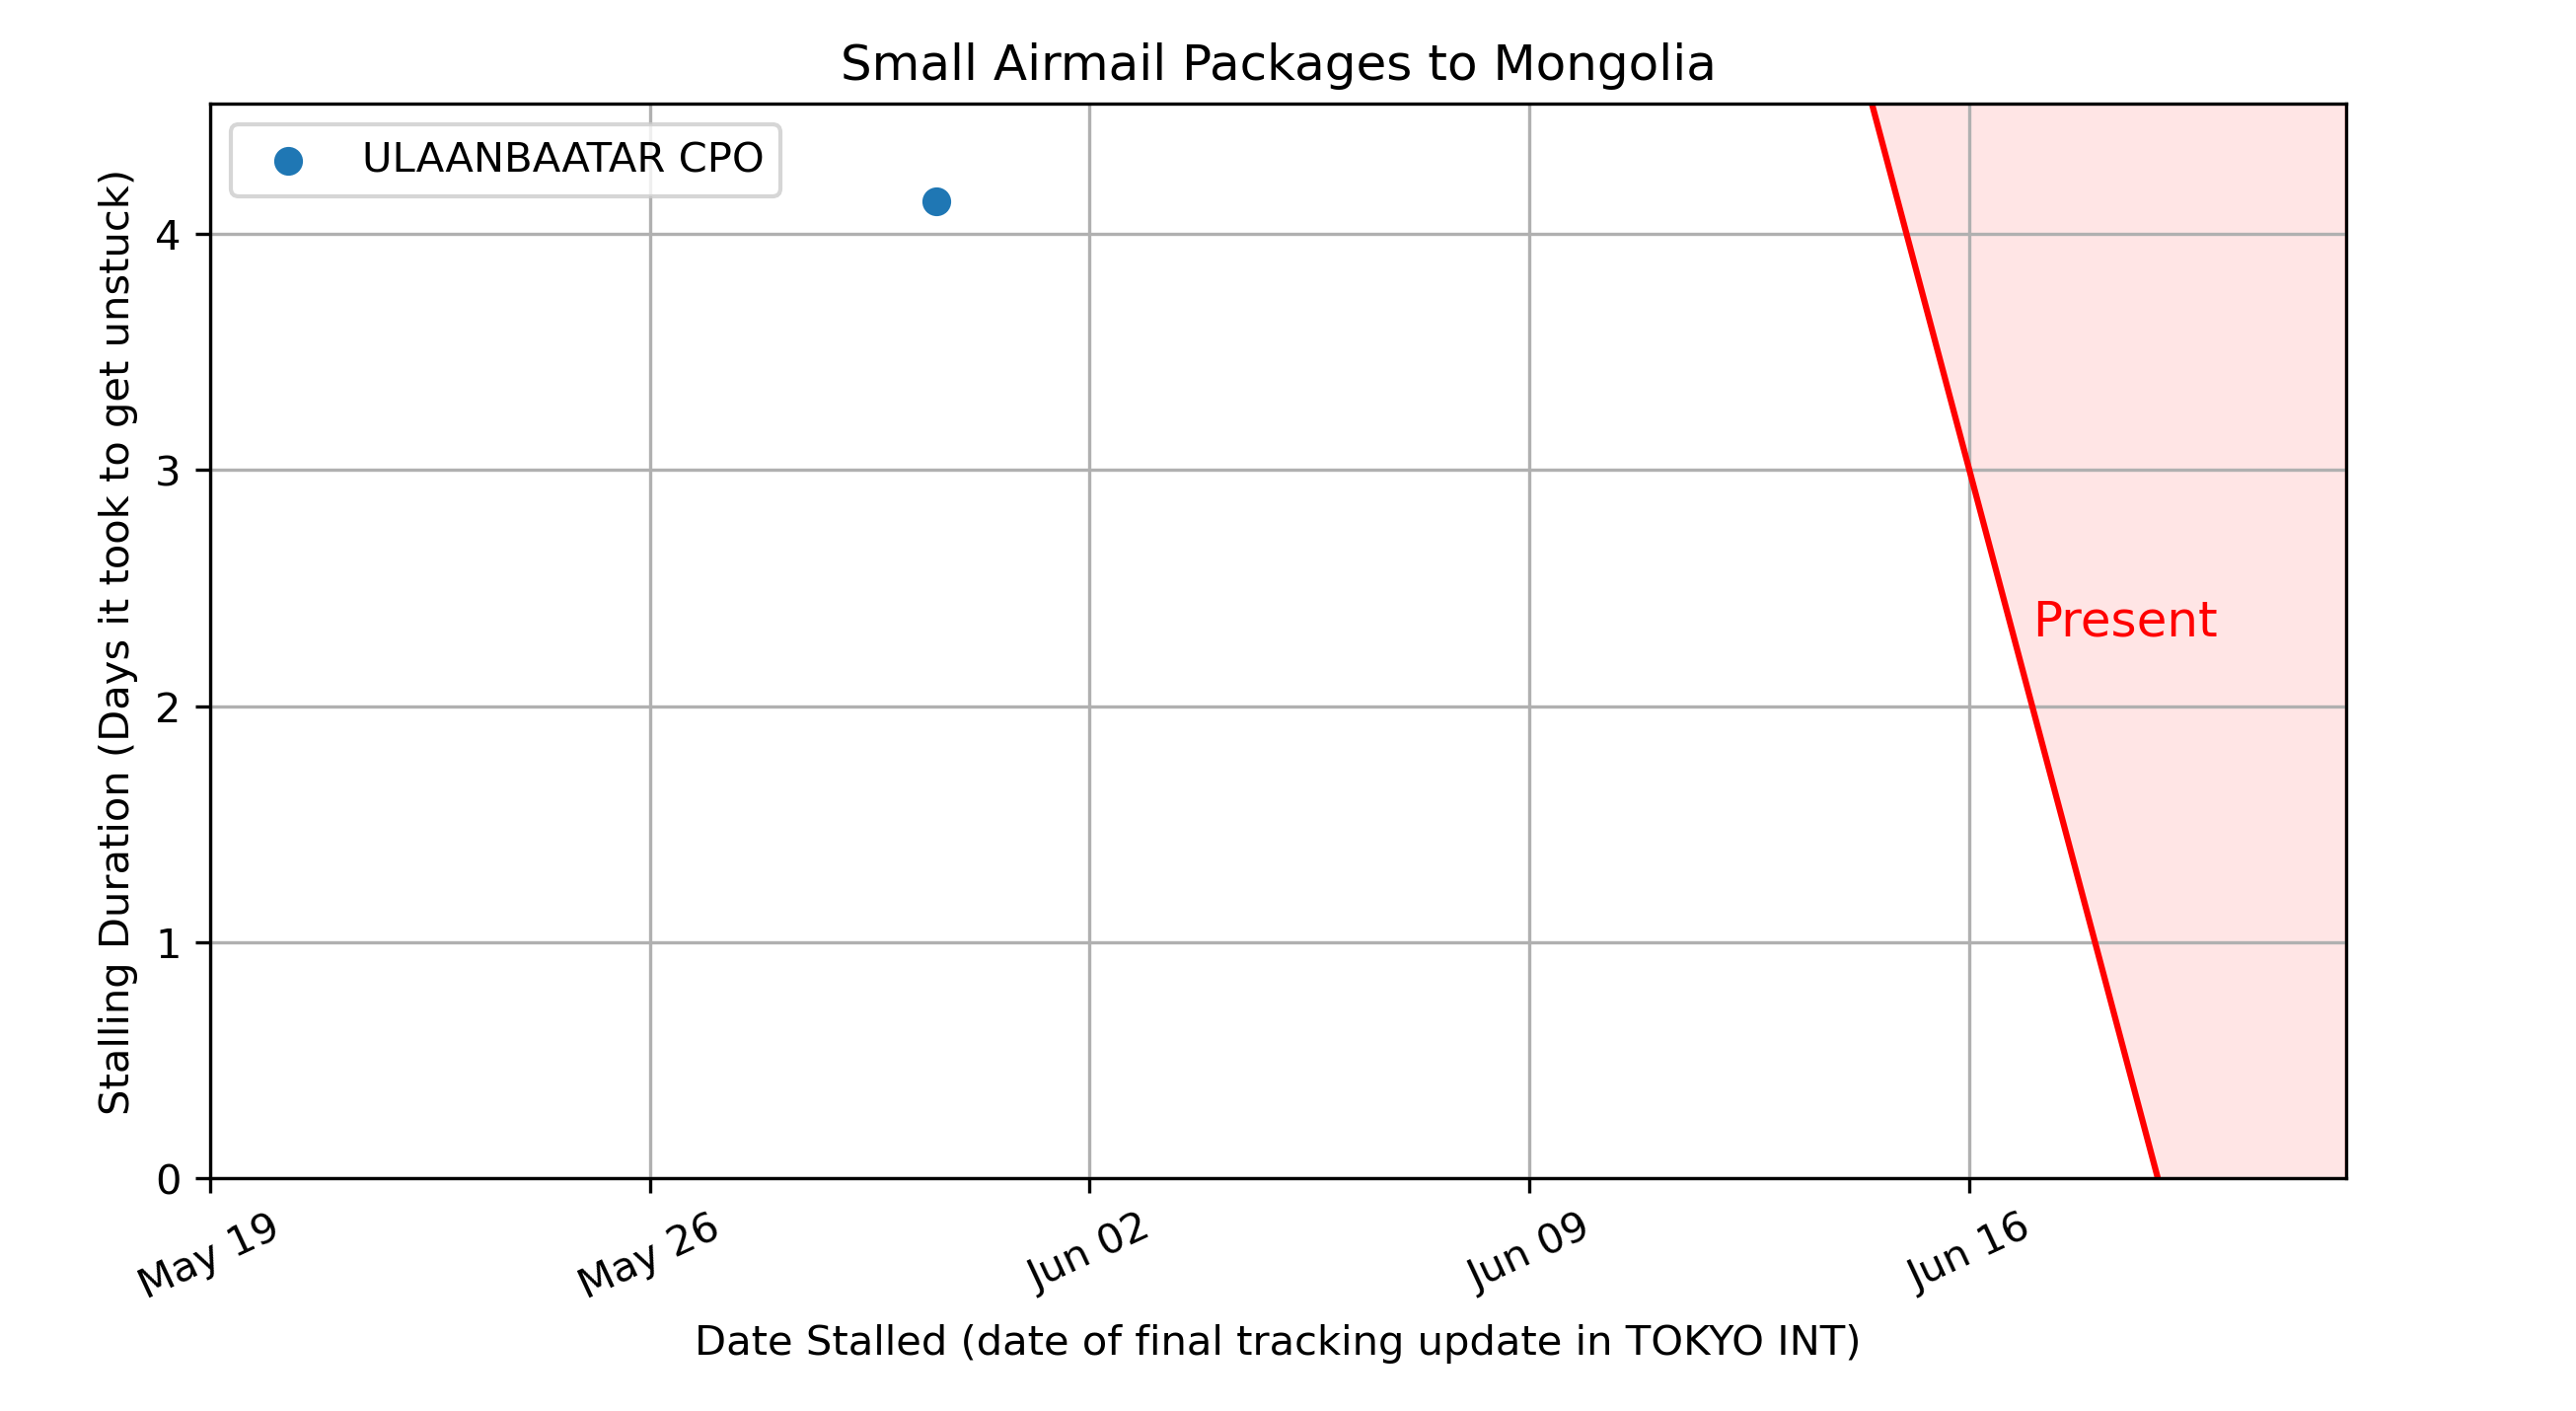 Small Airmail Packages to Mongolia
ULAANBAATAR CPO
Stalling Duration (Days it took to get unstuck)
4
3
2
1
0
Present
May 19
May 26
Jun 02
Jun 09
Jun 16
Date Stalled (date of final tracking update in TOKYO INT)